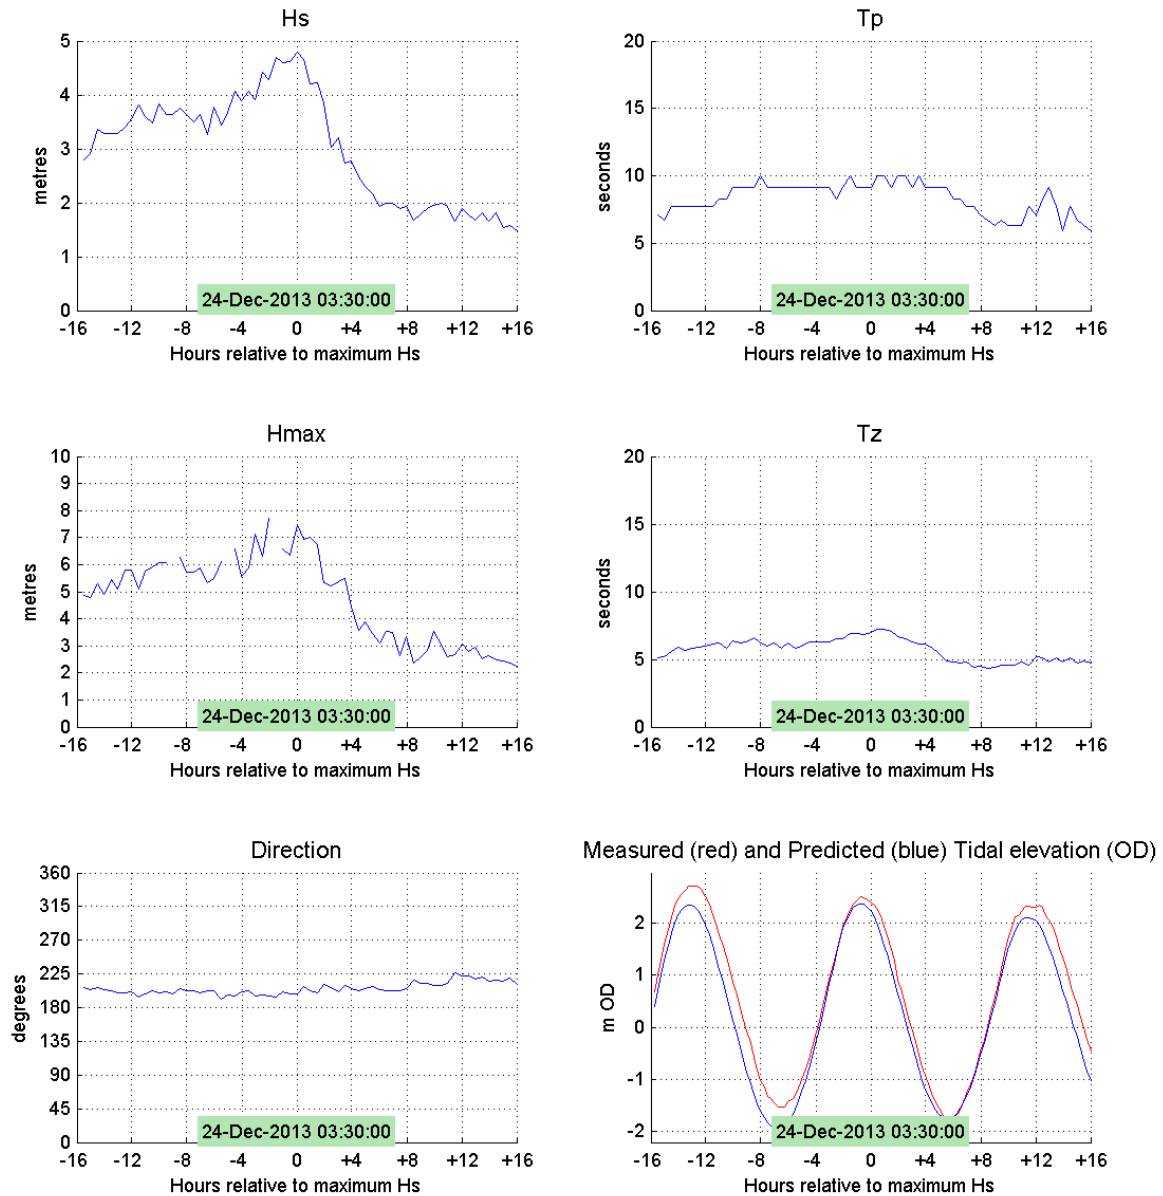 Hs
5
4
3
2
1
0
metres
24-Dec-2013 03:30:00
-16 -12 -8 -4 0 +4 +8 +12 +16
Hours relative to maximum Hs
Tp
20
15
10
5
0
seconds
24-Dec-2013 03:30:00
-16 -12 -8 -4 0 +4 +8 +12 +16
Hours relative to maximum Hs
Hmax
10
9
8
7
6
5
4
3
2
1
0
metres
24-Dec-2013 03:30:00
-16 -12 -8 -4 0 +4 +8 +12 +16
Hours relative to maximum Hs
Tz
20
15
10
5
0
seconds
24-Dec-2013 03:30:00
-16 -12 -8 -4 0 +4 +8 +12 +16
Hours relative to maximum Hs
Direction
360
315
270
225
180
135
90
45
0
degrees
24-Dec-2013 03:30:00
-16 -12 -8 -4 0 +4 +8 +12 +16
Hours relative to maximum Hs
Measured (red) and Predicted (blue) Tidal elevation (OD)
2
1
0
-1
-2
m OD
24-Dec-2013 03:30:00
-16 -12 -8 -4 0 +4 +8 +12 +16
Hours relative to maximum Hs